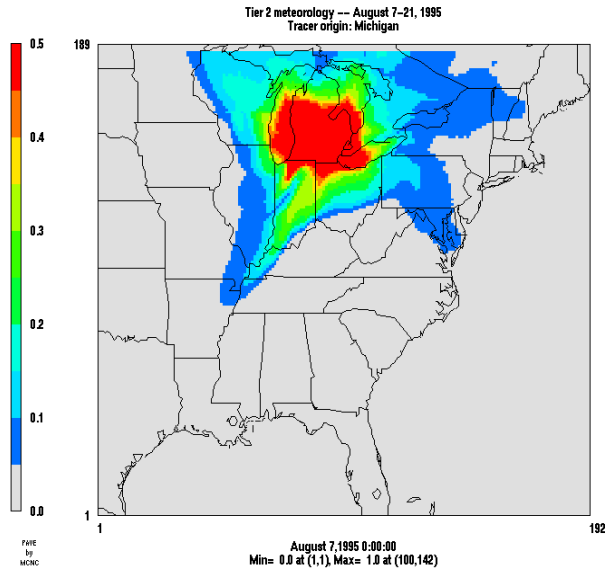 Tier 2 meteorology -- August 7-21, 1995
Tracer origin: Michigan
0.5
0.4
0.3
0.2
0.1
0.0
189
1
1
192
PAVE
by
MCNC
August 7,1995 0:00:00
Min= 0.0 at (1,1), Max= 1.0 at (100,142)